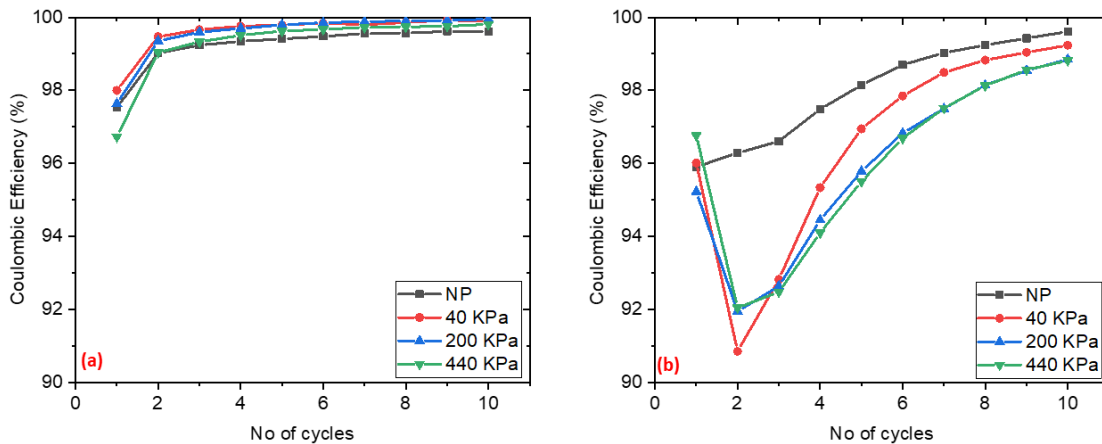 100
98
96
94
92
90
Coulombic Efficiency (%)
(a)
NP
40 KPa
200 KPa
440 KPa
0
2
4
6
8
10
No of cycles
100
98
96
94
92
90
Coulombic Efficiency (%)
(b)
NP
40 KPa
200 KPa
440 KPa
0
2
4
6
8
10
No of cycles